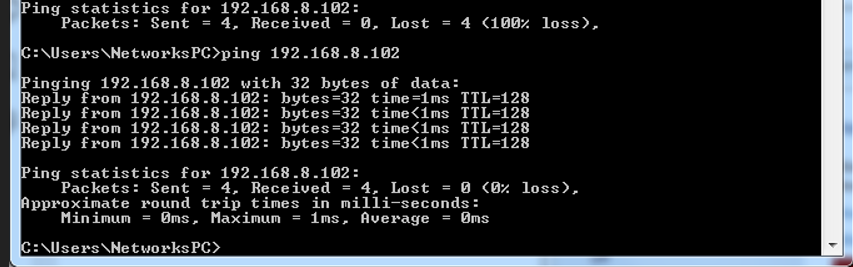 Ping statistics for 192.168.8.102:
    Packets: Sent = 4, Received = 0, Lost = 4 (100% loss),
C:\Users\NetworksPC>ping 192.168.8.102
Pinging 192.168.8.102 with 32 bytes of data:
Reply from 192.168.8.102: bytes=32 time=1ms TTL=128
Reply from 192.168.8.102: bytes=32 time<1ms TTL=128
Reply from 192.168.8.102: bytes=32 time<1ms TTL=128
Reply from 192.168.8.102: bytes=32 time<1ms TTL=128
Ping statistics for 192.168.8.102:
    Packets: Sent = 4, Received = 4, Lost = 0 (0% loss),
Approximate round trip times in milli-seconds:
    Minimum = 0ms, Maximum = 1ms, Average = 0ms
C:\Users\NetworksPC>